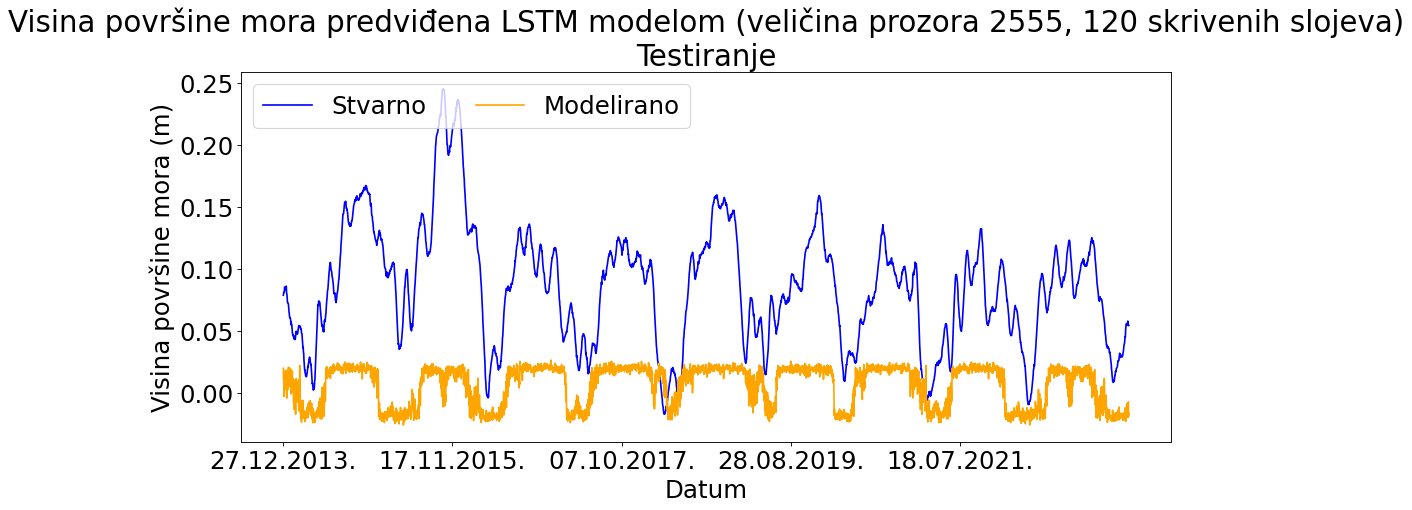 Visina površine mora predviđena LSTM modelom (veličina prozora 2555, 120 skrivenih slojeva)
Testiranje
Stvarno
Modelirano
Visina površine mora (m)
0.25
0.20
0.15
0.10
0.05
0.00
27.12.2013.
17.11.2015.
07.10.2017.
28.08.2019.
18.07.2021.
Datum